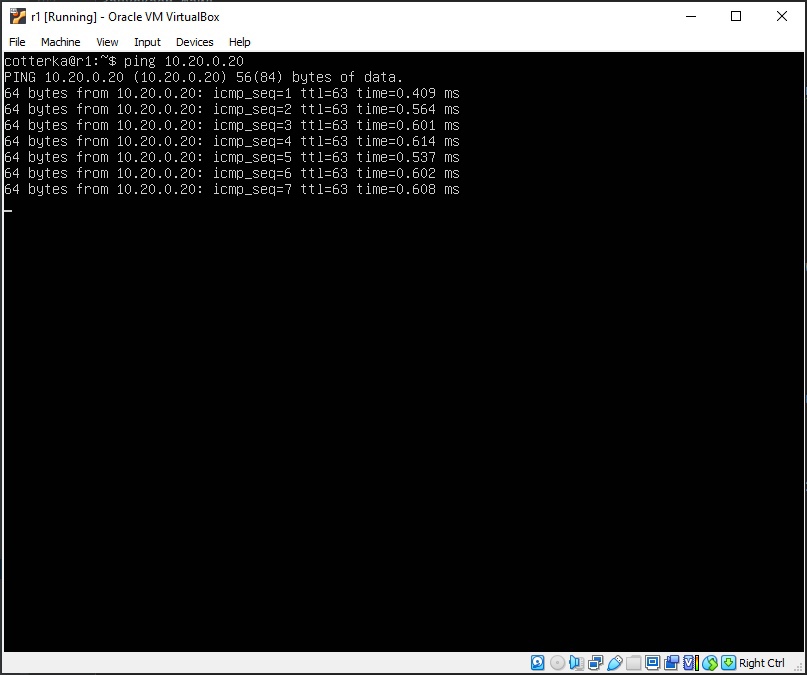 r1 [Running] - Oracle VM VirtualBox
File Machine View Input Devices Help
cotterka@r1:~$ ping 10.20.0.20
PING 10.20.0.20 (10.20.0.20) 56(84) bytes of data.
64 bytes from 10.20.0.20: icmp_seq=1 ttl=63 time=0.409 ms
64 bytes from 10.20.0.20: icmp_seq=2 ttl=63 time=0.564 ms
64 bytes from 10.20.0.20: icmp_seq=3 ttl=63 time=0.601 ms
64 bytes from 10.20.0.20: icmp_seq=4 ttl=63 time=0.614 ms
64 bytes from 10.20.0.20: icmp_seq=5 ttl=63 time=0.537 ms
64 bytes from 10.20.0.20: icmp_seq=6 ttl=63 time=0.602 ms
64 bytes from 10.20.0.20: icmp_seq=7 ttl=63 time=0.608 ms
Right Ctrl